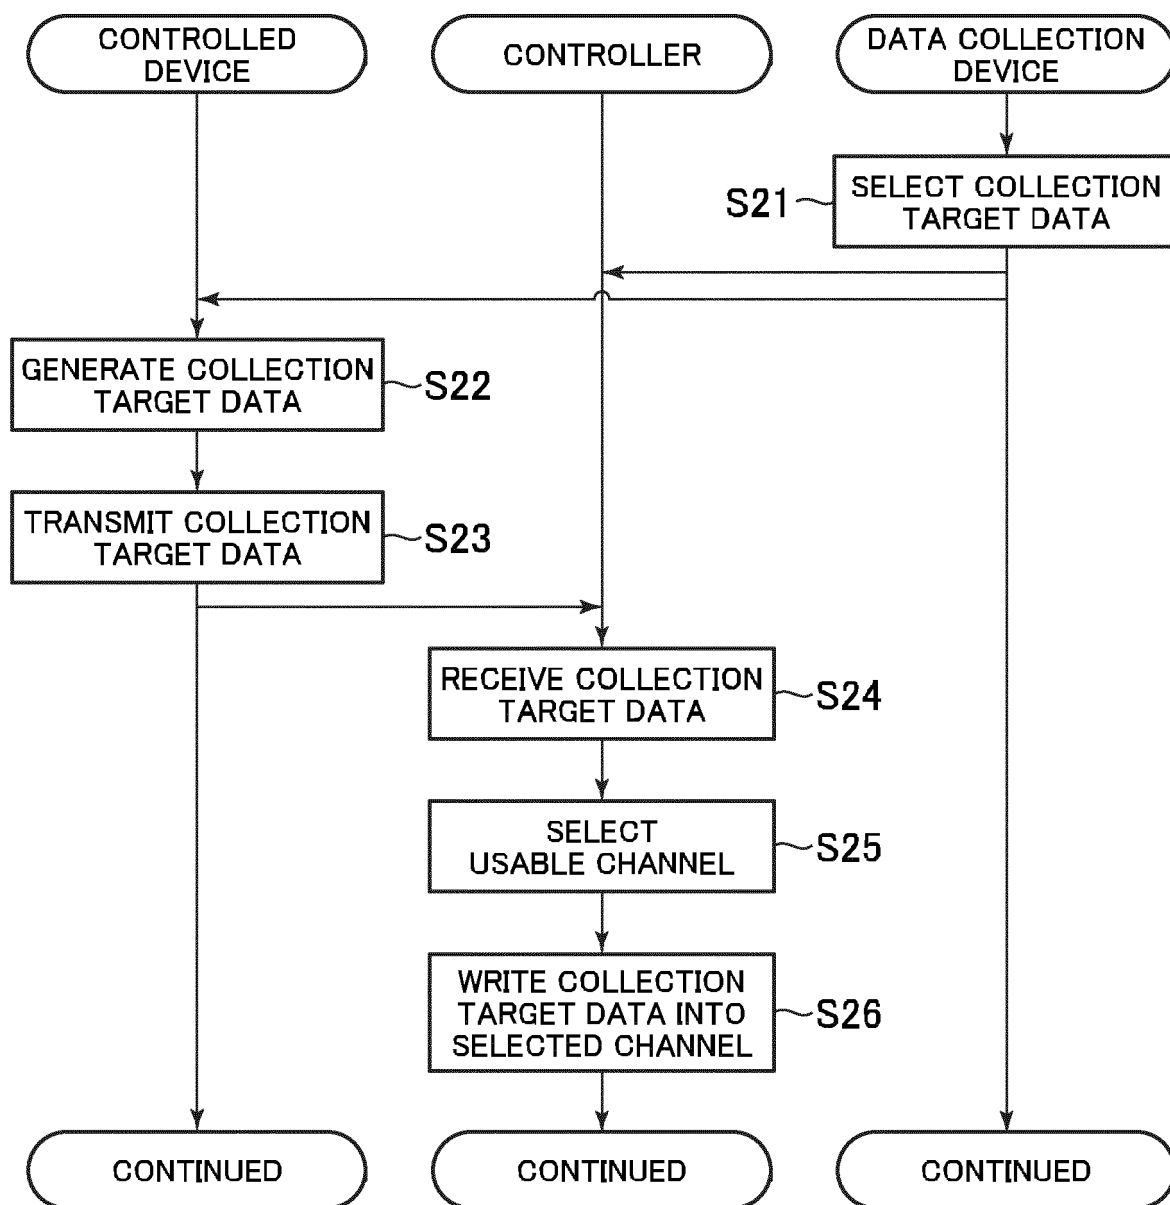 CONTROLLED
DEVICE
CONTROLLER
DATA COLLECTION
DEVICE
S21
SELECT COLLECTION
TARGET DATA
GENERATE COLLECTION
TARGET DATA
S22
TRANSMIT COLLECTION
TARGET DATA
S23
RECEIVE COLLECTION
TARGET DATA
S24
SELECT
USABLE CHANNEL
S25
WRITE COLLECTION
TARGET DATA INTO
SELECTED CHANNEL
S26
CONTINUED
CONTINUED
CONTINUED